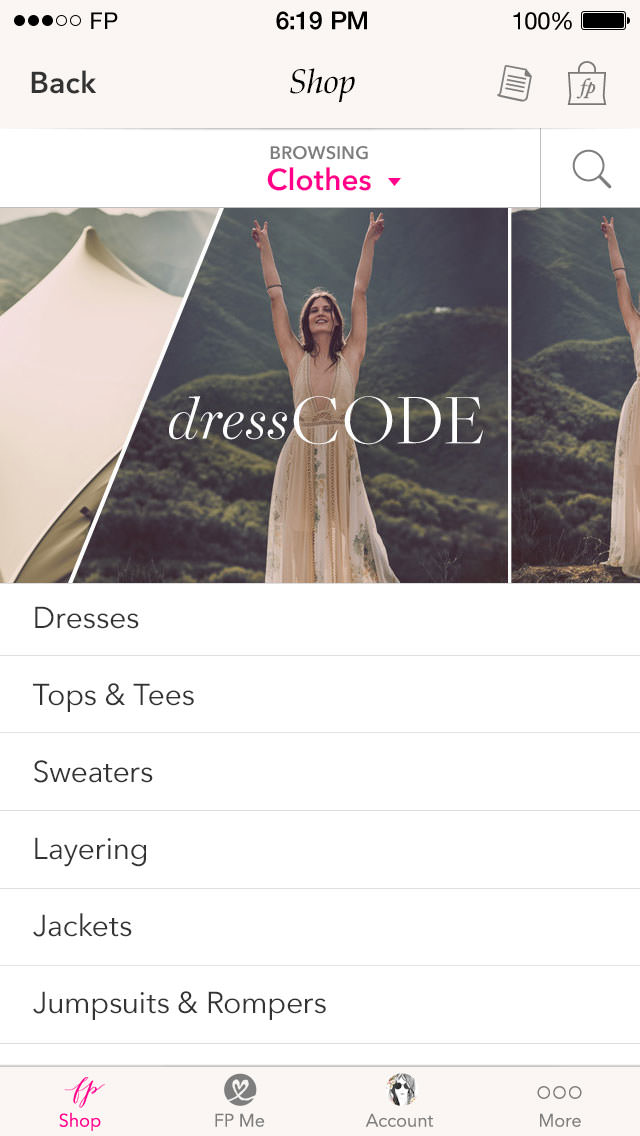 FP 6:19 PM 100%
Back Shop fp
BROWSING
Clothes
dressCODE
Dresses
Tops & Tees
Sweaters
Layering
Jackets
Jumpsuits & Rompers
fp
Shop FP Me Account More